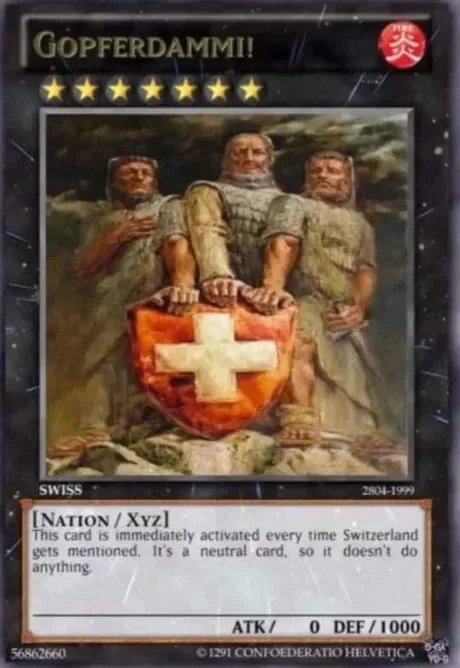 GOPFERDAMMI!
FIRE
炎
SWISS 2804-1999
[NATION / XYZ]
This card is immediately activated every time Switzerland
gets mentioned. It's a neutral card, so it doesn't do
anything.
ATK/ 0 DEF/1000
56862660 ©1291 CONFOEDERATIO HELVETICA